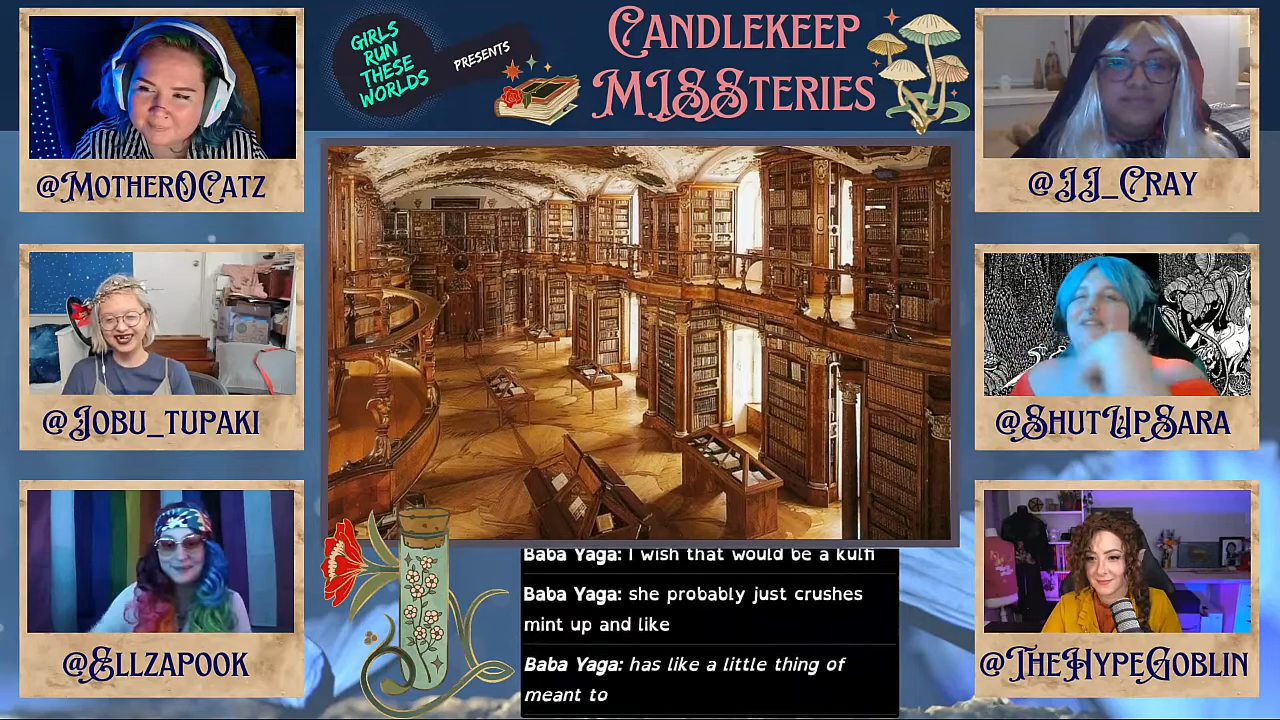 GIRLS
RUN
THESE
WORLDS
PRESENTS
CANDLEKEEP
MISSTERIES
@MOTHEROCATZ
@JJ_CRAY
@JOBU_TUPAKI
@SHUTUPSARA
@ELLZAPOOK
@THEHYPEGOBLIN
Baba Yaga: I wish that would be a kulfi
Baba Yaga: she probably just crushes
mint up and like
Baba Yaga: has like a little thing of
meant to